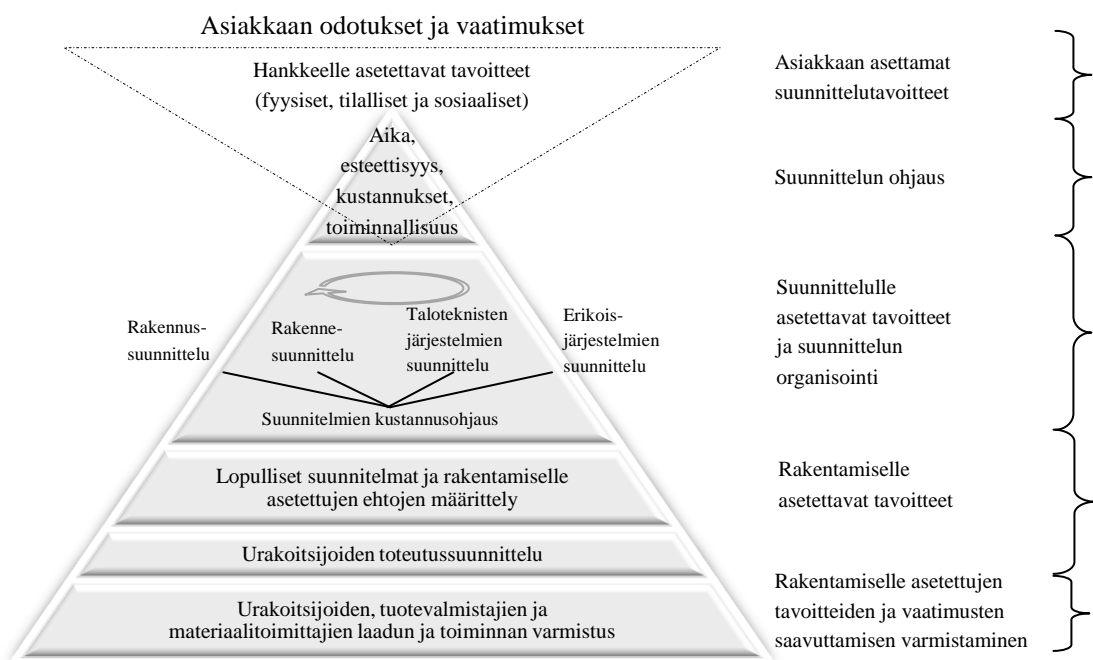 Asiakkaan odotukset ja vaatimukset
Hankkeelle asetettavat tavoitteet
(fyysiset, tilalliset ja sosiaaliset)
Aika,
esteettisyys,
kustannukset,
toiminnallisuus
Rakennus-
suunnittelu
Rakenne-
suunnittelu
Taloteknisten
järjestelmien
suunnittelu
Erikois-
järjestelmien
suunnittelu
Suunnitelmien kustannusohjaus
Lopulliset suunnitelmat ja rakentamiselle
asetettujen ehtojen määrittely
Urakoitsijoiden toteutussuunnittelu
Urakoitsijoiden, tuotevalmistajien ja
materiaalitoimittajien laadun ja toiminnan varmistus
Asiakkaan asettamat
suunnittelutavoitteet
Suunnittelun ohjaus
Suunnittelulle
asetettavat tavoitteet
ja suunnittelun
organisointi
Rakentamiselle
asetettavat tavoitteet
Rakentamiselle asetettujen
tavoitteiden ja vaatimusten
saavuttamisen varmistaminen